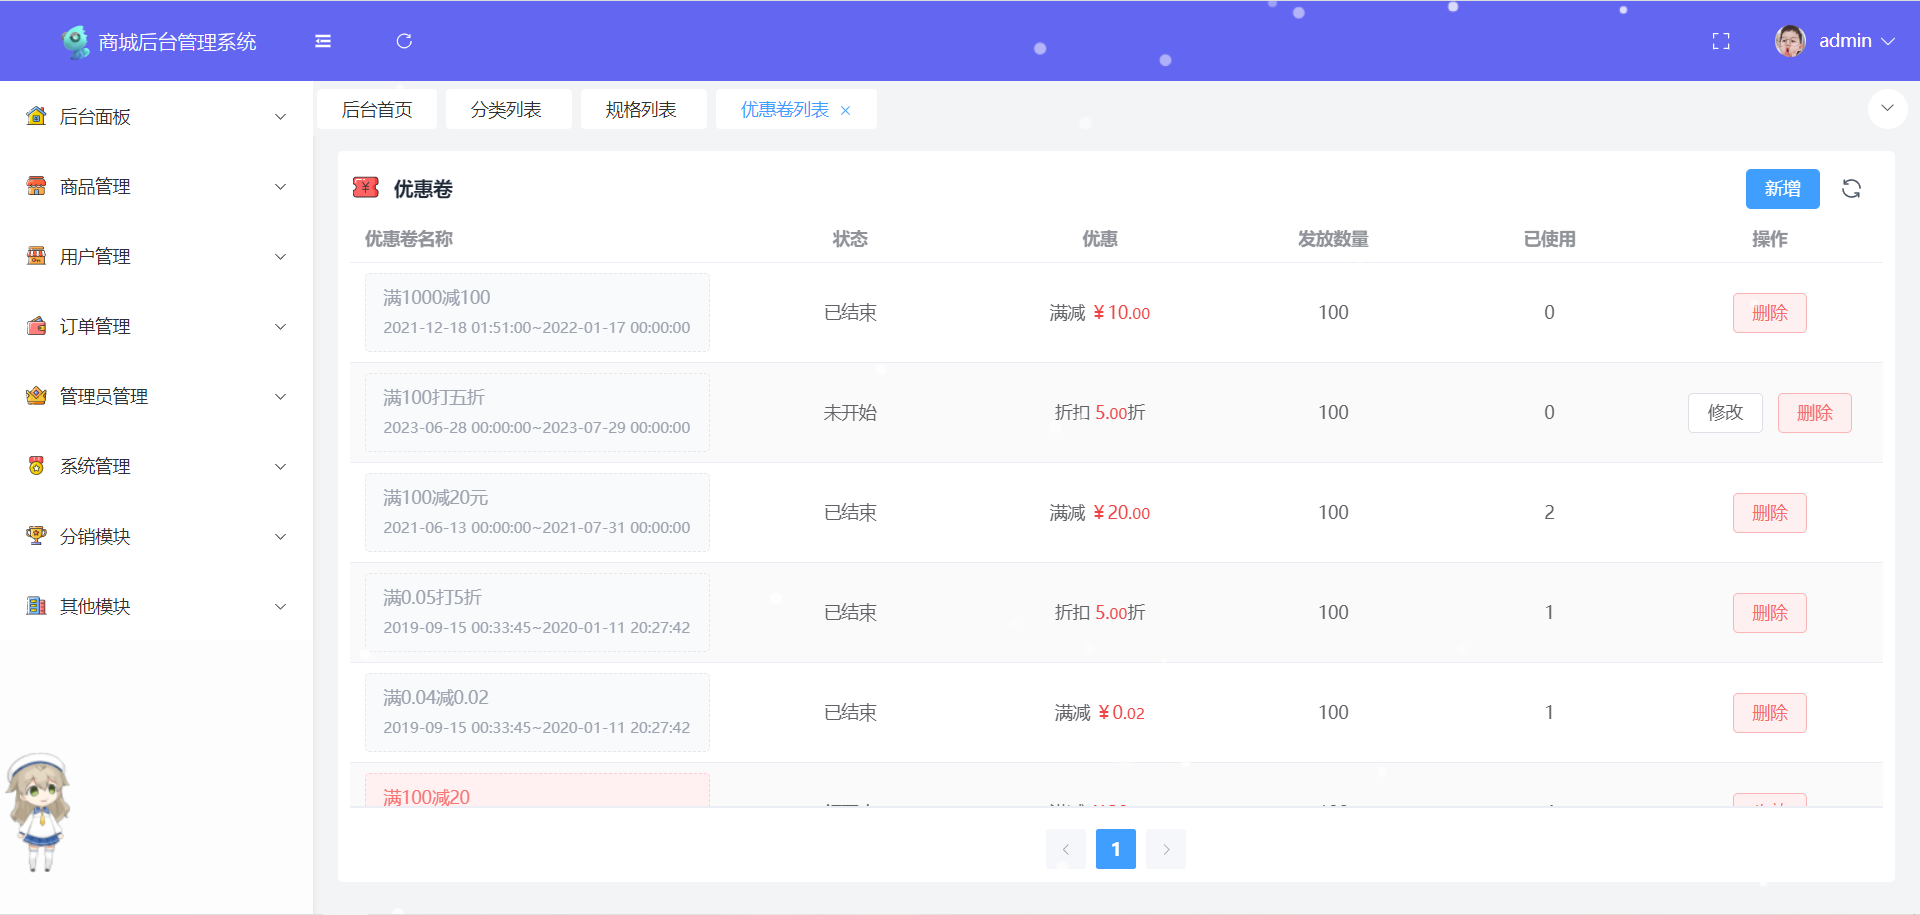 商城后台管理系统
admin
后台面板
商品管理
用户管理
订单管理
管理员管理
系统管理
分销模块
其他模块
后台首页 分类列表 规格列表 优惠卷列表
优惠卷
新增
优惠卷名称 状态 优惠 发放数量 已使用 操作
满1000减100
2021-12-18 01:51:00~2022-01-17 00:00:00
已结束 满减 ¥10.00 100 0 删除
满100打五折
2023-06-28 00:00:00~2023-07-29 00:00:00
未开始 折扣 5.00折 100 0 修改 删除
满100减20元
2021-06-13 00:00:00~2021-07-31 00:00:00
已结束 满减 ¥20.00 100 2 删除
满0.05打5折
2019-09-15 00:33:45~2020-01-11 20:27:42
已结束 折扣 5.00折 100 1 删除
满0.04减0.02
2019-09-15 00:33:45~2020-01-11 20:27:42
已结束 满减 ¥0.02 100 1 删除
满100减20
1